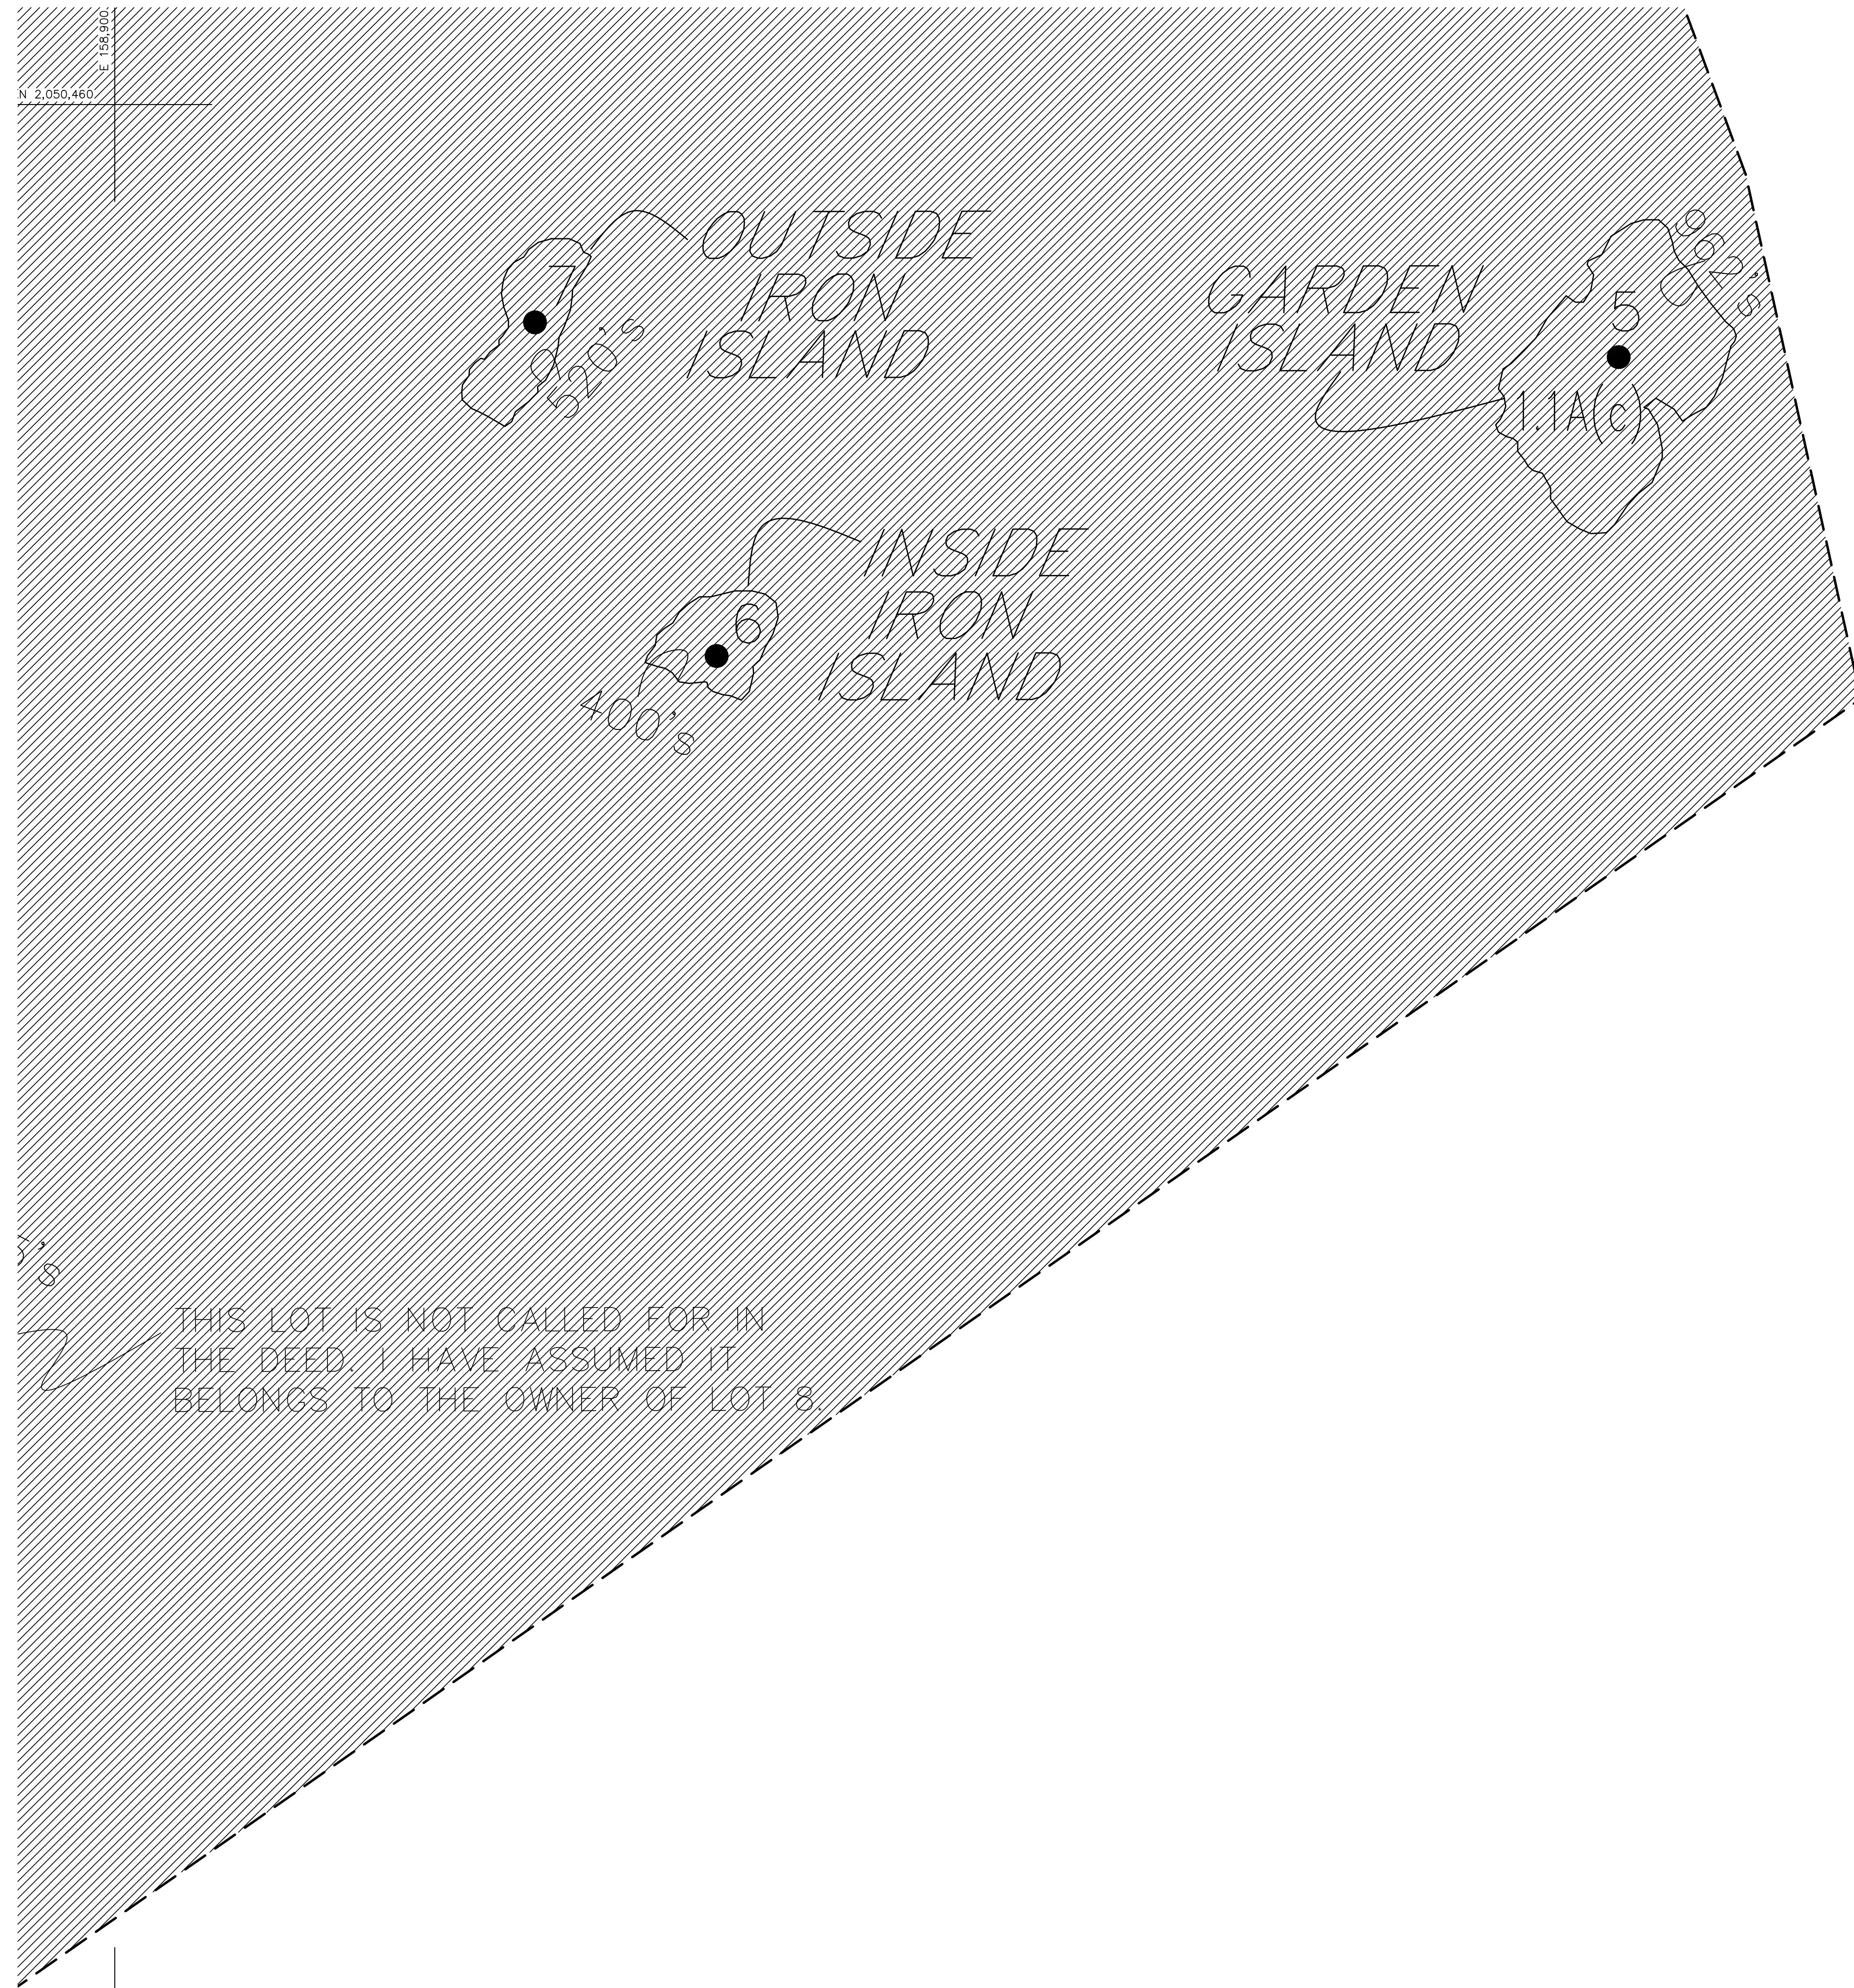 E 158,900
N 2,050,460
OUTSIDE
IRON
ISLAND
7
520's
GARDEN
ISLAND
5
982's
1.1A(c)
INSIDE
IRON
ISLAND
6
400's
's
THIS LOT IS NOT CALLED FOR IN
THE DEED. I HAVE ASSUMED IT
BELONGS TO THE OWNER OF LOT 8.